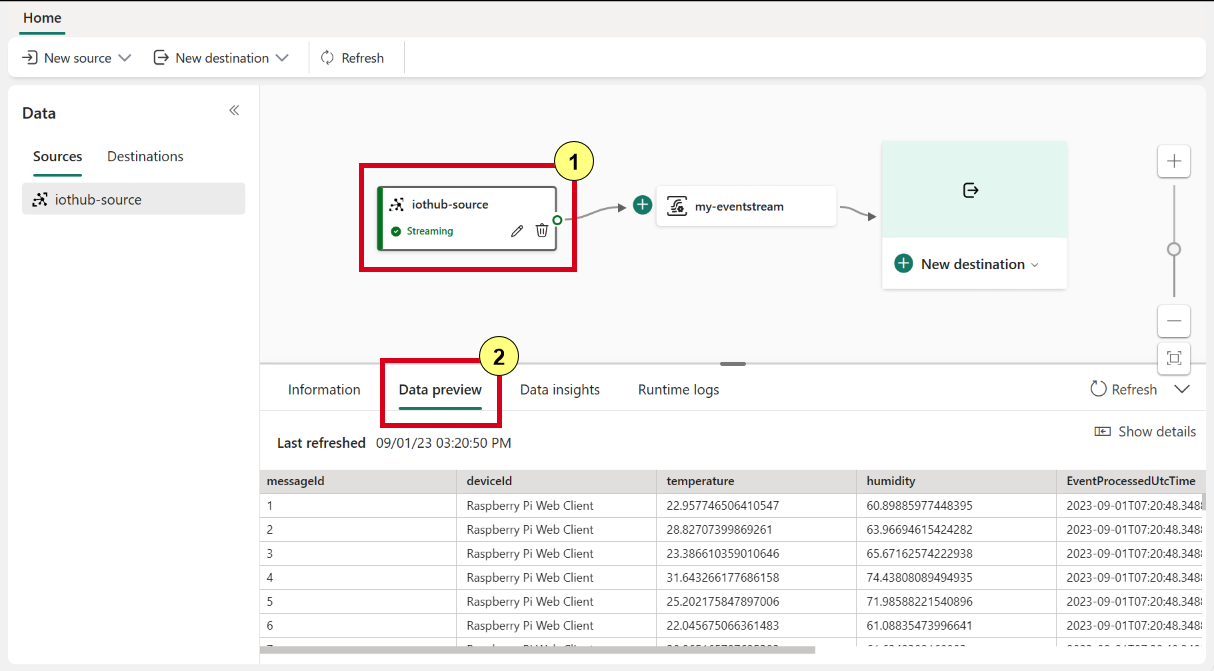 Home
New source New destination Refresh
Data
Sources Destinations
iothub-source
1
iothub-source
Streaming
my-eventstream
New destination
2
Information Data preview Data insights Runtime logs Refresh
Last refreshed 09/01/23 03:20:50 PM Show details
messageId deviceId temperature humidity EventProcessedUtcTime
1 Raspberry Pi Web Client 22.957746506410547 60.89885977448395 2023-09-01T07:20:48.348
2 Raspberry Pi Web Client 28.82707399869261 63.96694615424282 2023-09-01T07:20:48.348
3 Raspberry Pi Web Client 23.386610359010646 65.67162574222938 2023-09-01T07:20:48.348
4 Raspberry Pi Web Client 31.643266177686158 74.43808089494935 2023-09-01T07:20:48.348
5 Raspberry Pi Web Client 25.202175847897006 71.98588221540896 2023-09-01T07:20:48.348
6 Raspberry Pi Web Client 22.045675066361483 61.08835473996641 2023-09-01T07:20:48.348